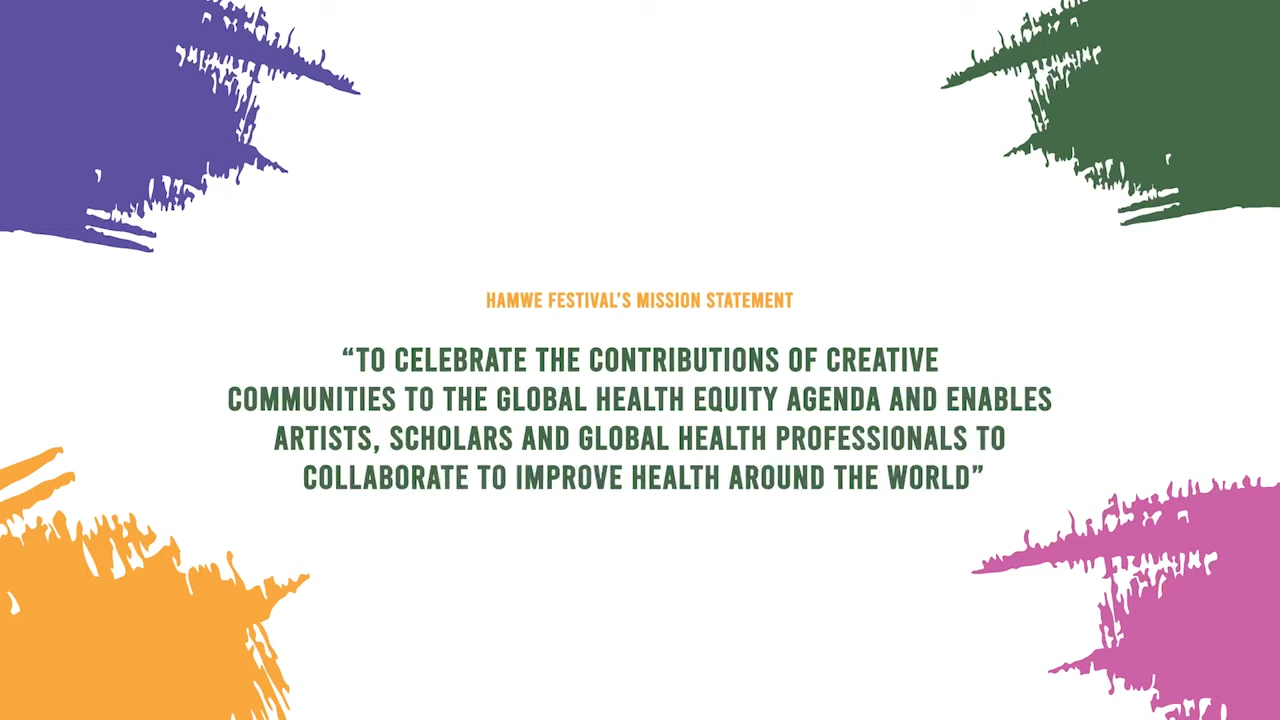 HAMWE FESTIVAL’S MISSION STATEMENT
“TO CELEBRATE THE CONTRIBUTIONS OF CREATIVE
COMMUNITIES TO THE GLOBAL HEALTH EQUITY AGENDA AND ENABLES
ARTISTS, SCHOLARS AND GLOBAL HEALTH PROFESSIONALS TO
COLLABORATE TO IMPROVE HEALTH AROUND THE WORLD”